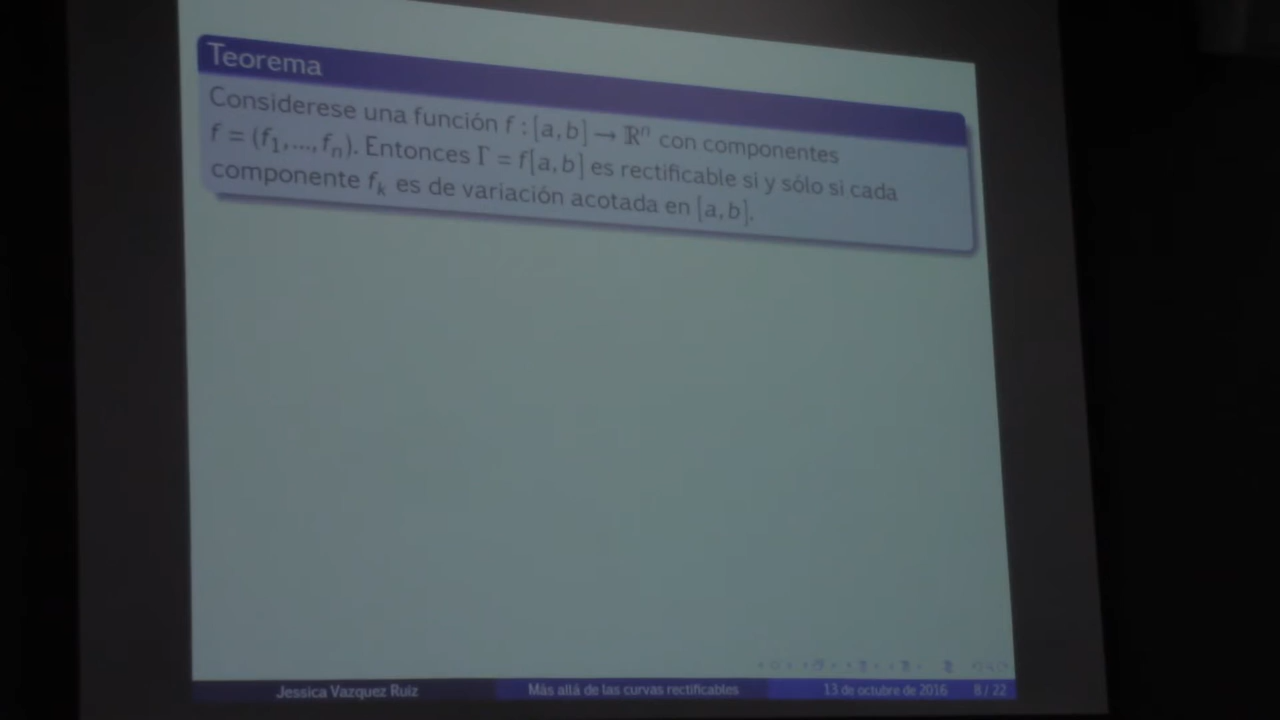 Teorema
Considerese una función f : [a, b] → ℝⁿ con componentes
f = (f₁, ..., fₙ). Entonces Γ = f[a, b] es rectificable si y sólo si cada
componente fₖ es de variación acotada en [a, b].
Jessica Vazquez Ruiz Más allá de las curvas rectificables 13 de octubre de 2016 8 / 22